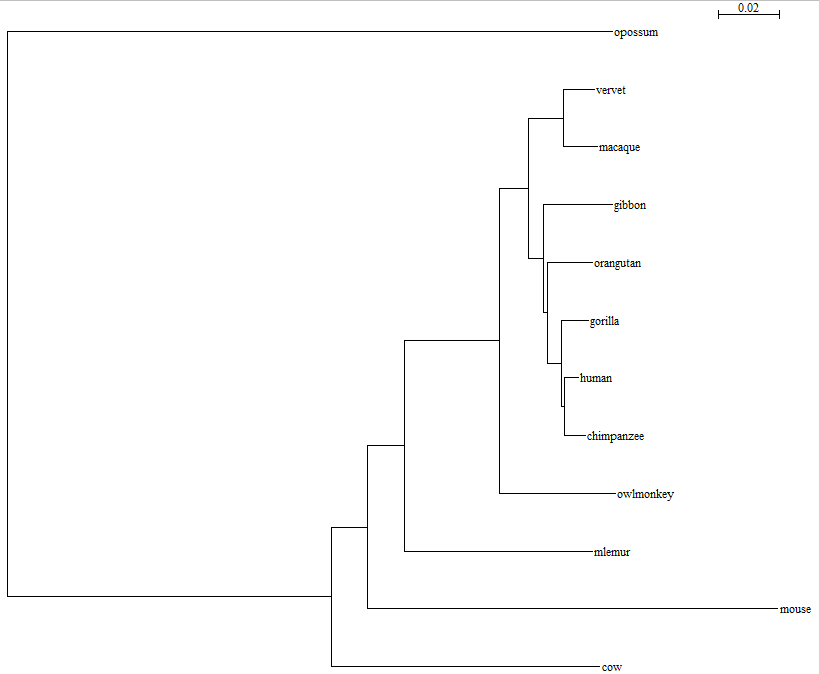 0.02
opossum
vervet
macaque
gibbon
orangutan
gorilla
human
chimpanzee
owlmonkey
mlemur
mouse
cow